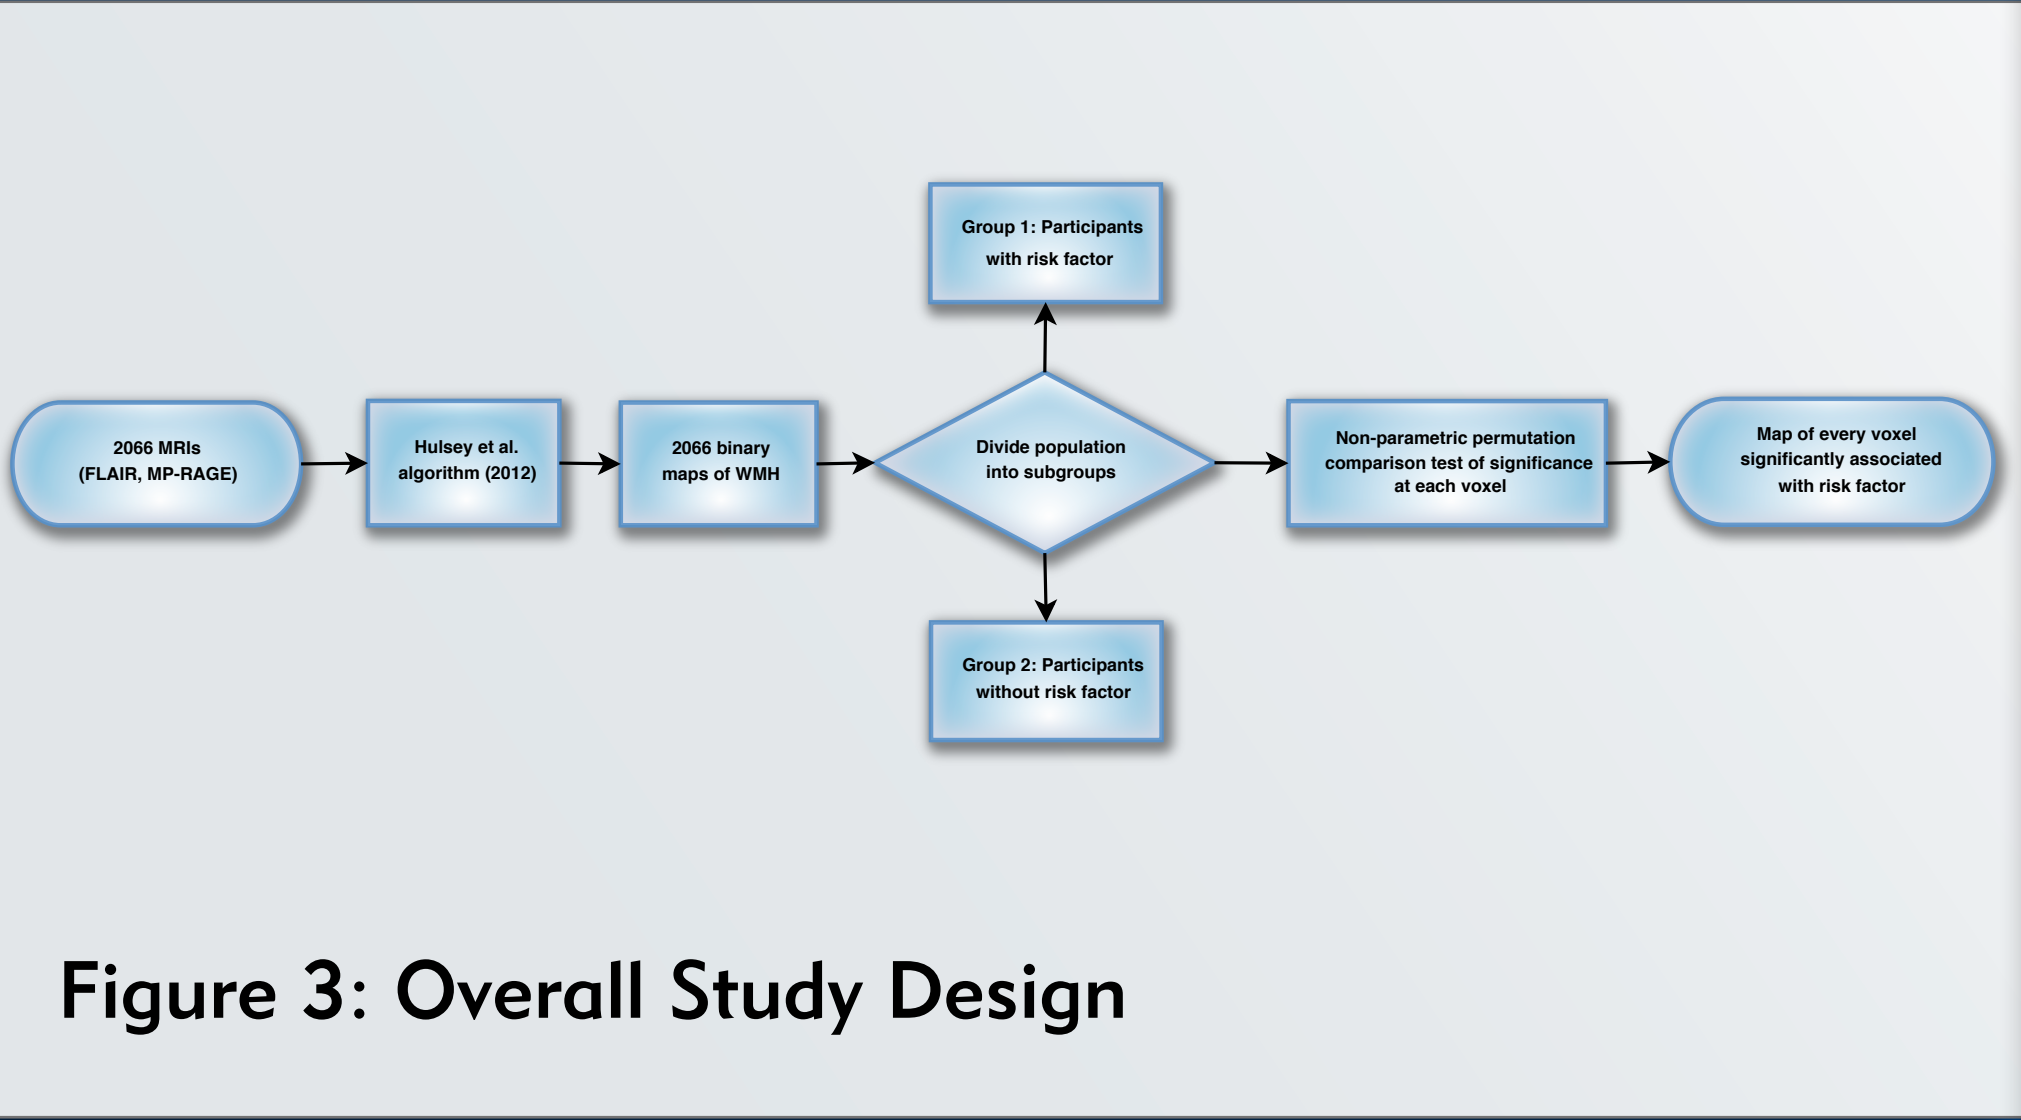 Group 1: Participants
with risk factor
2066 MRIs
(FLAIR, MP-RAGE)
Hulsey et al.
algorithm (2012)
2066 binary
maps of WMH
Divide population
into subgroups
Non-parametric permutation
comparison test of significance
at each voxel
Map of every voxel
significantly associated
with risk factor
Group 2: Participants
without risk factor
Figure 3: Overall Study Design